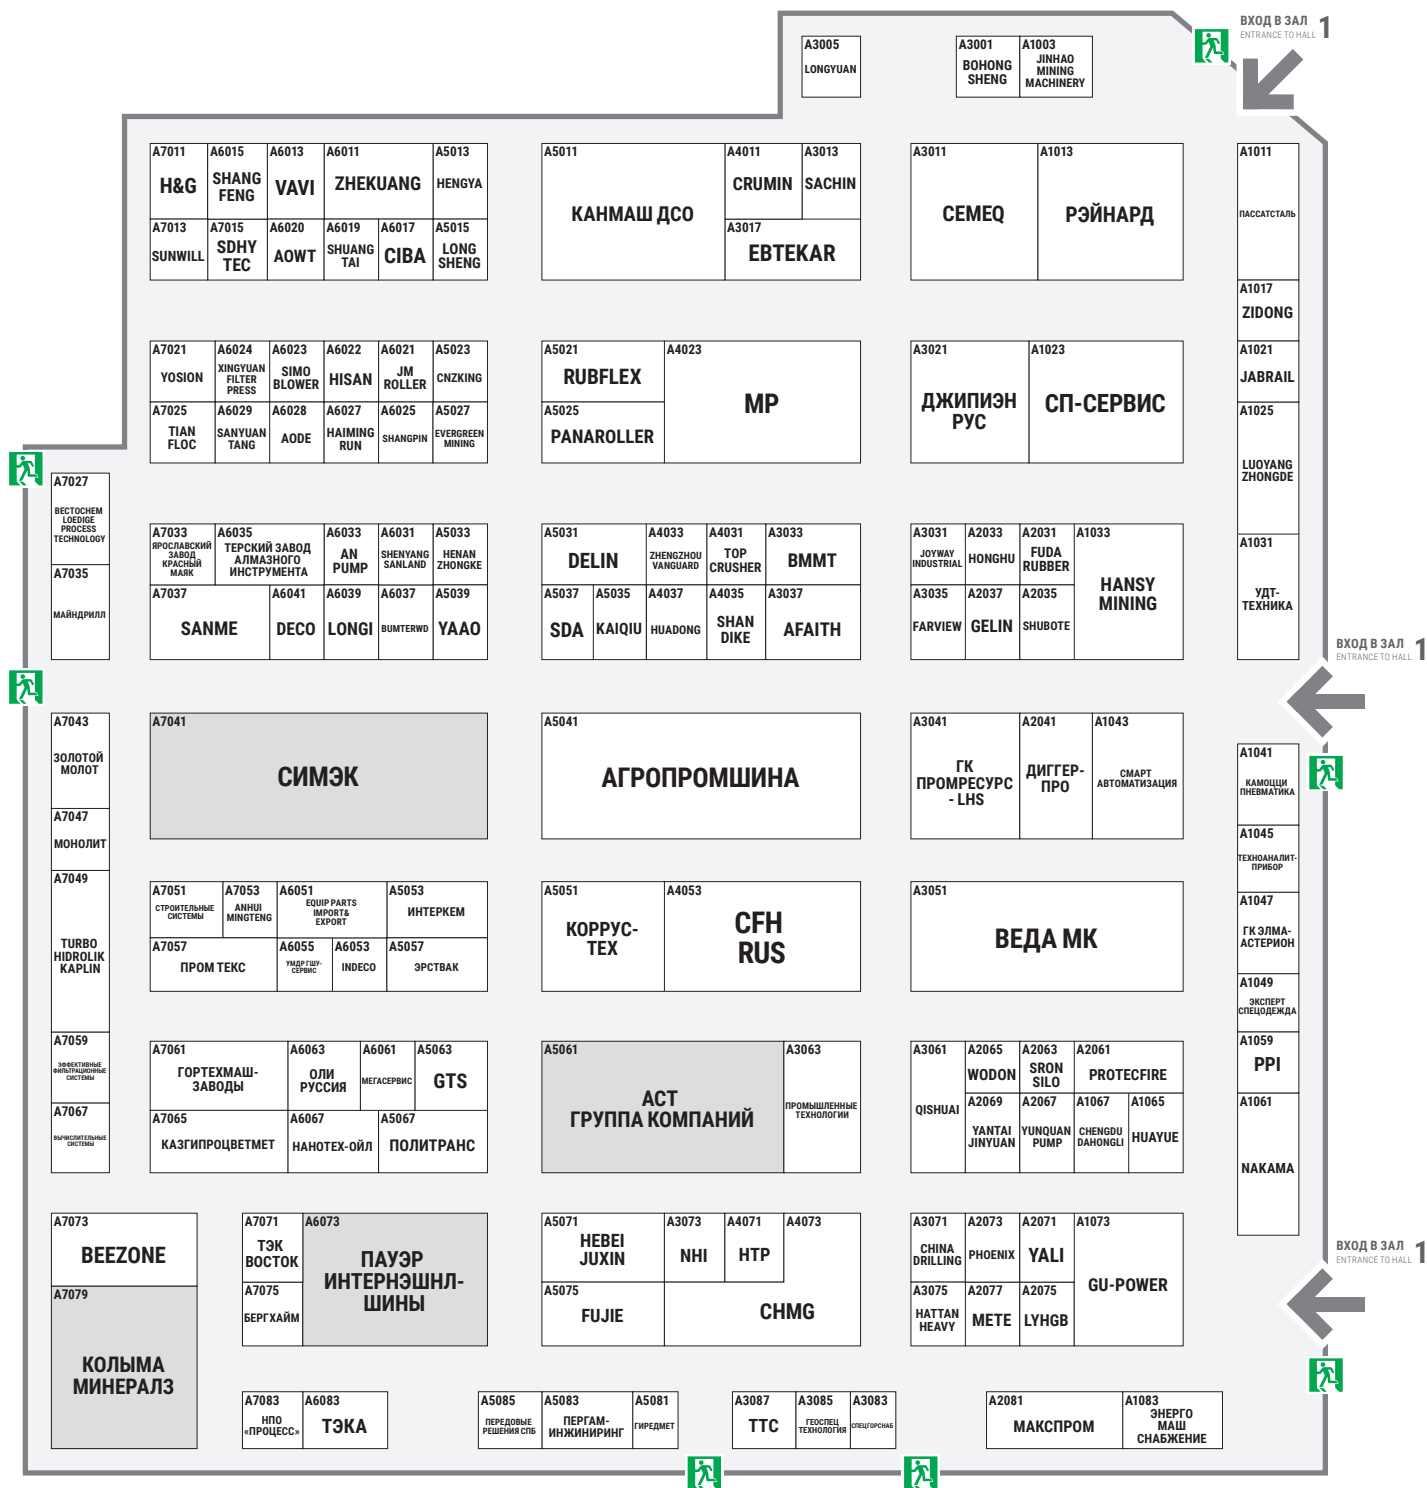 ВХОД В ЗАЛ 1
ENTRANCE TO HALL
A3005
LONGYUAN
A3001
BOHONG
SHENG
A1003
JINHAO
MINING
MACHINERY
A7011
H&G
A6015
SHANG
FENG
A6013
VAVI
A6011
ZHEKUANG
A5013
HENGYA
A5011
КАНМАШ ДСО
A4011
CRUMIN
A3013
SACHIN
A3011
CEMEQ
A1013
РЭЙНАРД
A1011
ПАССАТСТАЛЬ
A7013
SUNWILL
A7015
SDHY
TEC
A6020
AOWT
A6019
SHUANG
TAI
A6017
CIBA
A5015
LONG
SHENG
A3017
EBTEKAR
A1017
ZIDONG
A7021
YOSION
A6024
XINGYUAN
FILTER
PRESS
A6023
SIMO
BLOWER
A6022
HISAN
A6021
JM
ROLLER
A5023
CNZKING
A5021
RUBFLEX
A4023
MP
A3021
ДЖИПИЭН
РУС
A1023
СП-СЕРВИС
A1021
JABRAIL
A7025
TIAN
FLOC
A6029
SANYUAN
TANG
A6028
AODE
A6027
HAIMING
RUN
A6025
SHANGPIN
A5027
EVERGREEN
MINING
A5025
PANAROLLER
A1025
LUOYANG
ZHONGDE
A7027
BECTOCHEM
LOEDIGE
PROCESS
TECHNOLOGY
A7035
МАЙНДРИЛЛ
A7033
ЯРОСЛАВСКИЙ
ЗАВОД
КРАСНЫЙ
МАЯК
A6035
ТЕРСКИЙ ЗАВОД
АЛМАЗНОГО
ИНСТРУМЕНТА
A6033
AN
PUMP
A6031
SHENYANG
SANLAND
A5033
HENAN
ZHONGKE
A5031
DELIN
A4033
ZHENGZHOU
VANGUARD
A4031
TOP
CRUSHER
A3033
BMMT
A3031
JOYWAY
INDUSTRIAL
A2033
HONGHU
A2031
FUDA
RUBBER
A1033
HANSY
MINING
A1031
УДТ-
ТЕХНИКА
A7037
SANME
A6041
DECO
A6039
LONGI
A6037
BUMTERWD
A5039
YAAO
A5037
SDA
A5035
KAIQIU
A4037
HUADONG
A4035
SHAN
DIKE
A3037
AFAITH
A3035
FARVIEW
A2037
GELIN
A2035
SHUBOTE
ВХОД В ЗАЛ 1
ENTRANCE TO HALL
A7043
ЗОЛОТОЙ
МОЛОТ
A7041
СИМЭК
A5041
АГРОПРОМШИНА
A3041
ГК
ПРОМРЕСУРС
- LHS
A2041
ДИГГЕР-
ПРО
A1043
СМАРТ
АВТОМАТИЗАЦИЯ
A1041
КАМОЦЦИ
ПНЕВМАТИКА
A7047
МОНОЛИТ
A1045
ТЕХНОАНАЛИТ-
ПРИБОР
A7049
TURBO
HIDROLIK
KAPLIN
A7051
СТРОИТЕЛЬНЫЕ
СИСТЕМЫ
A7053
ANHUI
MINGTENG
A6051
EQUIP PARTS
IMPORT&
EXPORT
A5053
ИНТЕРКЕМ
A5051
КОРРУС-
ТЕХ
A4053
CFH
RUS
A3051
ВЕДА МК
A1047
ГК ЭЛМА-
АСТЕРИОН
A7057
ПРОМ ТЕКС
A6055
УМДР ГШУ-
СЕРВИС
A6053
INDECO
A5057
ЭРСТВАК
A1049
ЭКСПЕРТ
СПЕЦОДЕЖДА
A7059
ЭФФЕКТИВНЫЕ
ФИЛЬТРАЦИОННЫЕ
СИСТЕМЫ
A7061
ГОРТЕХМАШ-
ЗАВОДЫ
A6063
ОЛИ
РУССИЯ
A6061
МЕГАСЕРВИС
A5063
GTS
A5061
АСТ
ГРУППА КОМПАНИЙ
A3063
ПРОМЫШЛЕННЫЕ
ТЕХНОЛОГИИ
A3061
QISHUAI
A2065
WODON
A2063
SRON
SILO
A2061
PROTECFIRE
A1059
PPI
A7067
ВЫЧИСЛИТЕЛЬНЫЕ
СИСТЕМЫ
A7065
КАЗГИПРОЦВЕТМЕТ
A6067
НАНОТЕХ-ОЙЛ
A5067
ПОЛИТРАНС
A2069
YANTAI
JINYUAN
A2067
YUNQUAN
PUMP
A1067
CHENGDU
DAHONGLI
A1065
HUAYUE
A1061
NAKAMA
A7073
BEEZONE
A7071
ТЭК
ВОСТОК
A6073
ПАУЭР
ИНТЕРНЭШНЛ-
ШИНЫ
A5071
HEBEI
JUXIN
A3073
NHI
A4071
HTP
A4073
CHMG
A3071
CHINA
DRILLING
A2073
PHOENIX
A2071
YALI
A1073
GU-POWER
ВХОД В ЗАЛ 1
ENTRANCE TO HALL
A7079
КОЛЫМА
МИНЕРАЛЗ
A7075
БЕРГХАЙМ
A5075
FUJIE
A3075
HATTAN
HEAVY
A2077
METE
A2075
LYHGB
A7083
НПО
«ПРОЦЕСС»
A6083
ТЭКА
A5085
ПЕРЕДОВЫЕ
РЕШЕНИЯ СПБ
A5083
ПЕРГАМ-
ИНЖИНИРИНГ
A5081
ГИРЕДМЕТ
A3087
ТТС
A3085
ГЕОСПЕЦ
ТЕХНОЛОГИЯ
A3083
СПЕЦГОРСНАБ
A2081
МАКСПРОМ
A1083
ЭНЕРГО
МАШ
СНАБЖЕНИЕ